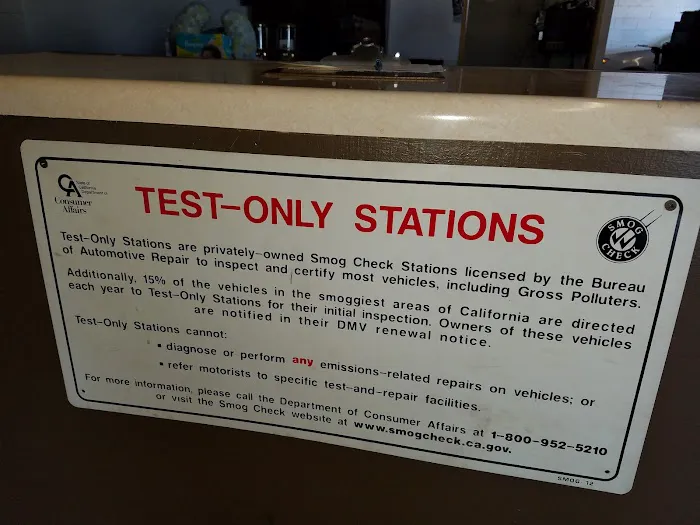 CA
State of
California
Department of
Consumer
Affairs
TEST-ONLY STATIONS
SMOG
CHECK
Test-Only Stations are privately-owned Smog Check Stations licensed by the Bureau
of Automotive Repair to inspect and certify most vehicles, including Gross Polluters.
Additionally, 15% of the vehicles in the smoggiest areas of California are directed
each year to Test-Only Stations for their initial inspection. Owners of these vehicles
are notified in their DMV renewal notice.
Test-Only Stations cannot:
• diagnose or perform any emissions-related repairs on vehicles; or
• refer motorists to specific test-and-repair facilities.
For more information, please call the Department of Consumer Affairs at 1-800-952-5210
or visit the Smog Check website at www.smogcheck.ca.gov.
SMOG 12